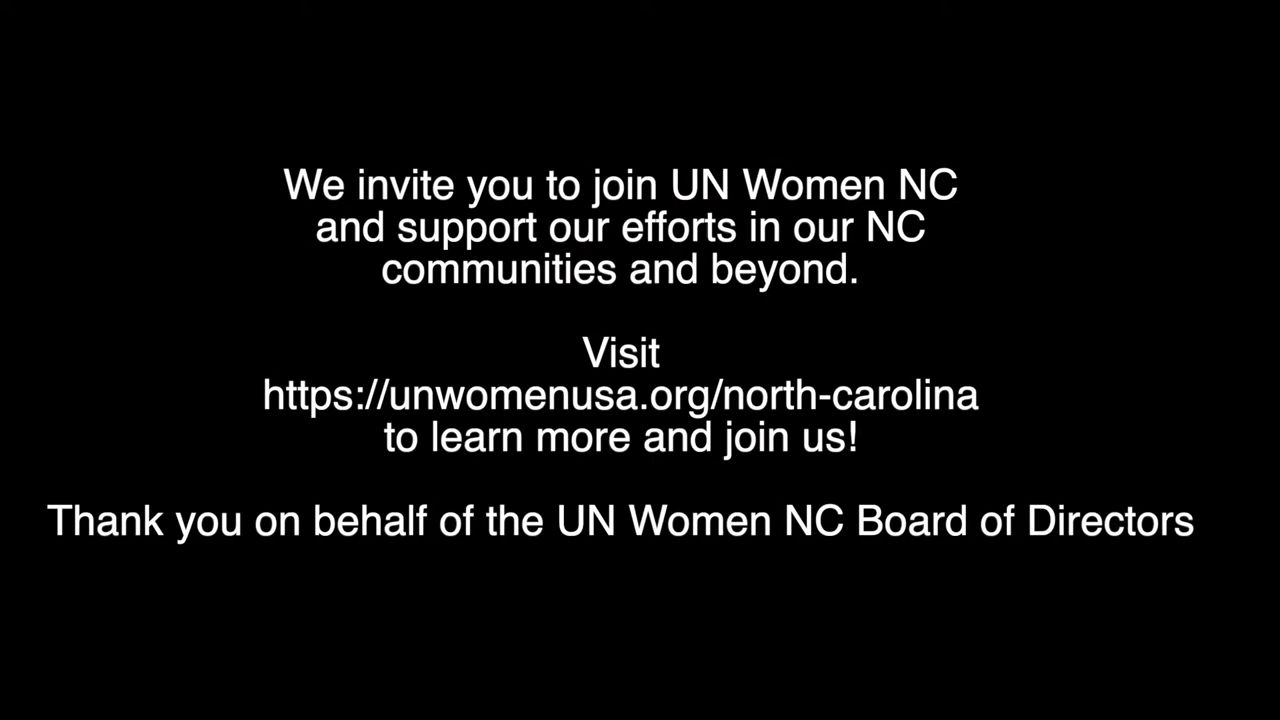 We invite you to join UN Women NC
and support our efforts in our NC
communities and beyond.
Visit
https://unwomenusa.org/north-carolina
to learn more and join us!
Thank you on behalf of the UN Women NC Board of Directors